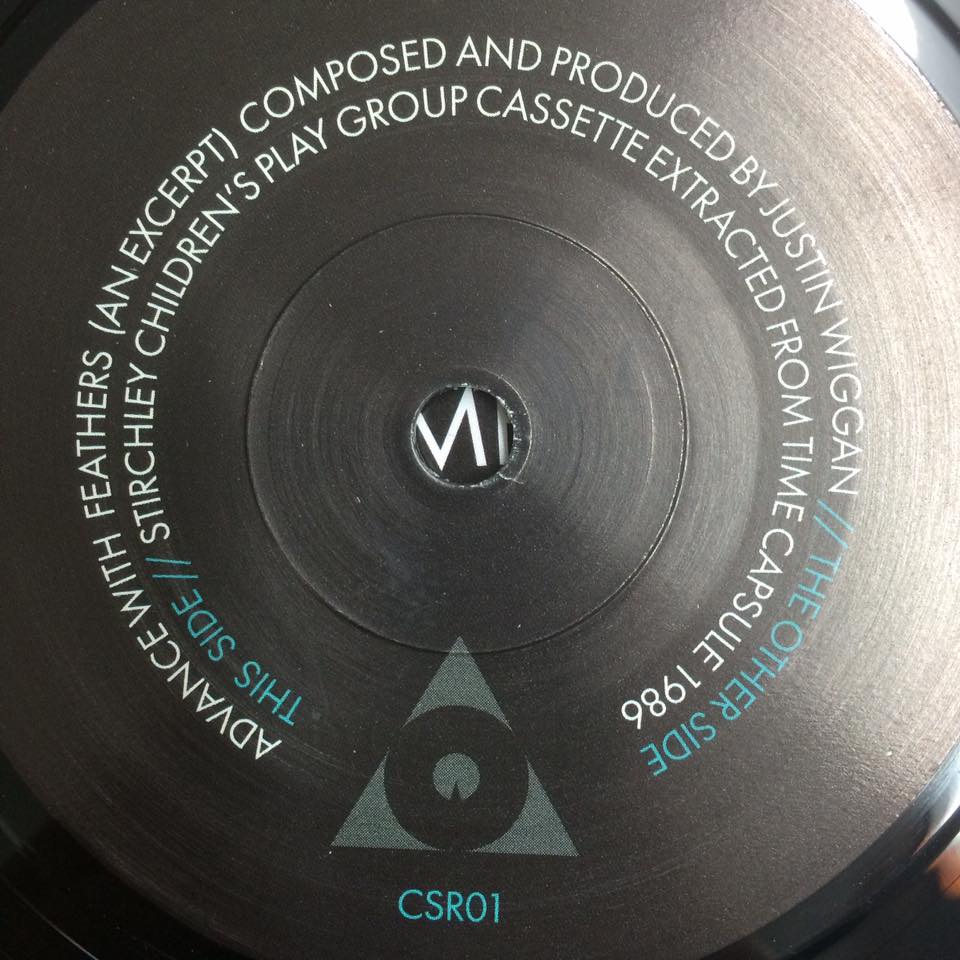 ADVANCE WITH FEATHERS (AN EXCERPT) COMPOSED AND PRODUCED BY JUSTIN WIGGAN // THE OTHER SIDE
THIS SIDE // STIRCHLEY CHILDREN'S PLAY GROUP CASSETTE EXTRACTED FROM TIME CAPSULE 1986
CSR01